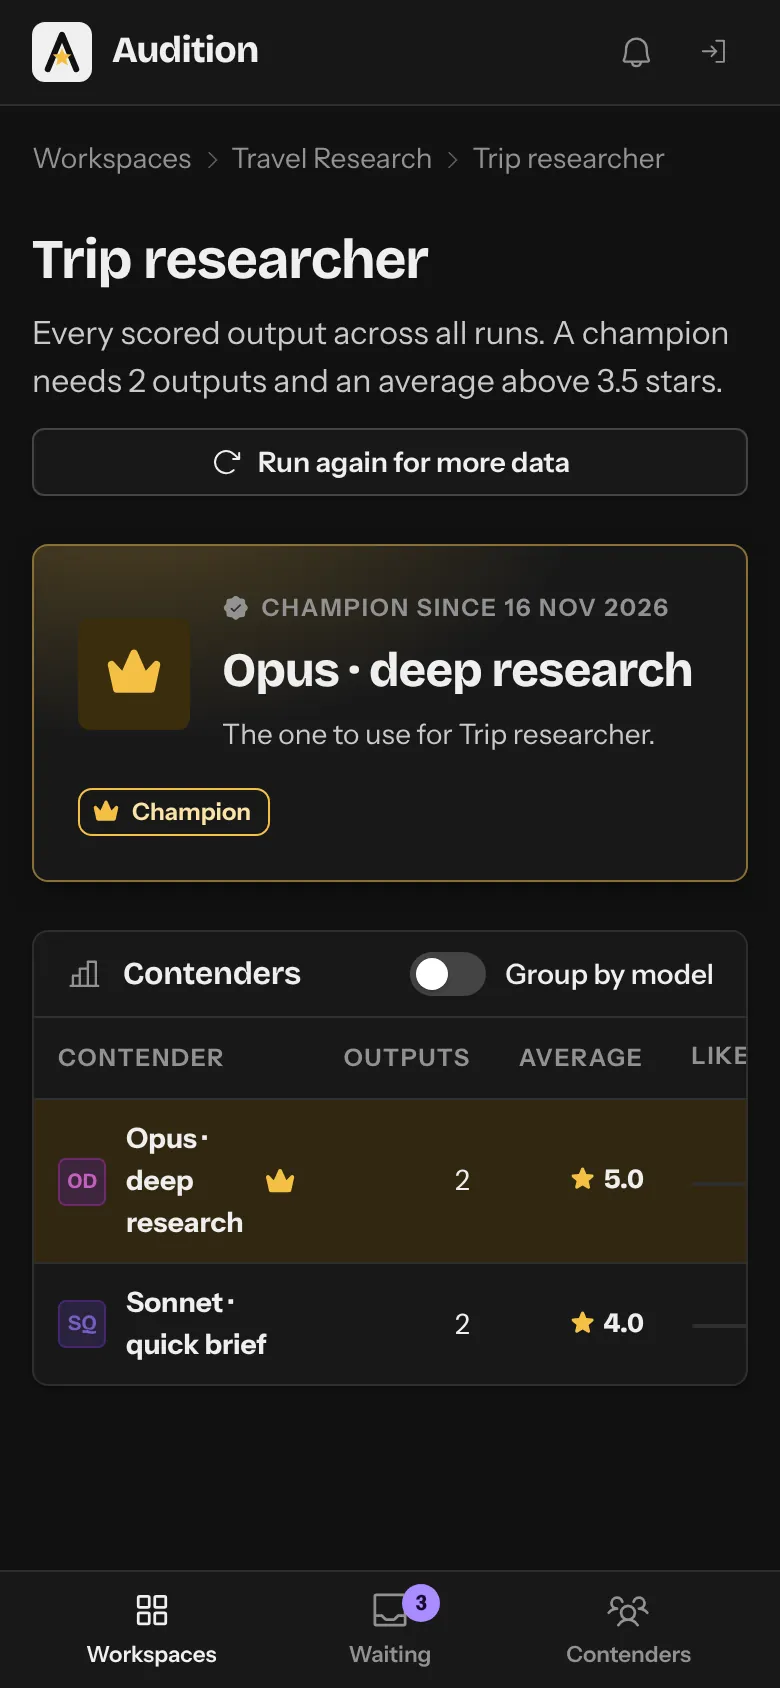 Audition
Workspaces > Travel Research > Trip researcher
Trip researcher
Every scored output across all runs. A champion
needs 2 outputs and an average above 3.5 stars.
Run again for more data
CHAMPION SINCE 16 NOV 2026
Opus · deep research
The one to use for Trip researcher.
Champion
Contenders
Group by model
CONTENDER OUTPUTS AVERAGE LIKE
OD
Opus ·
deep
research
2
5.0
SQ
Sonnet ·
quick brief
2
4.0
3
Workspaces Waiting Contenders